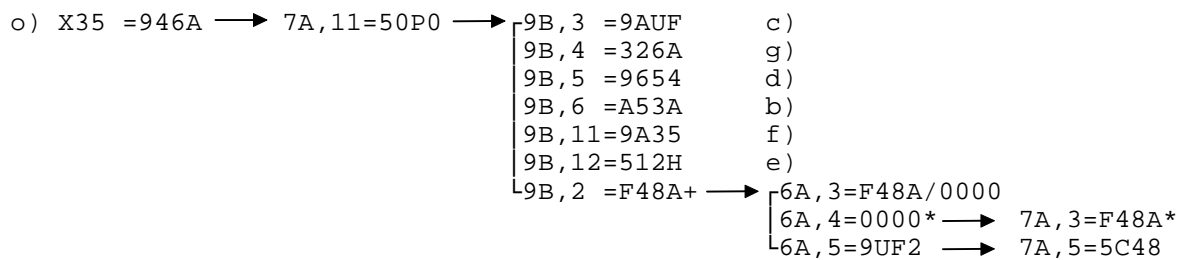 o) X35 =946A ⟶ 7A,11=50P0 ⟶ ┌9B,3 =9AUF c)
│9B,4 =326A g)
│9B,5 =9654 d)
│9B,6 =A53A b)
│9B,11=9A35 f)
│9B,12=512H e)
└9B,2 =F48A+ ⟶ ┌6A,3=F48A/0000
│6A,4=0000* ⟶ 7A,3=F48A*
└6A,5=9UF2 ⟶ 7A,5=5C48